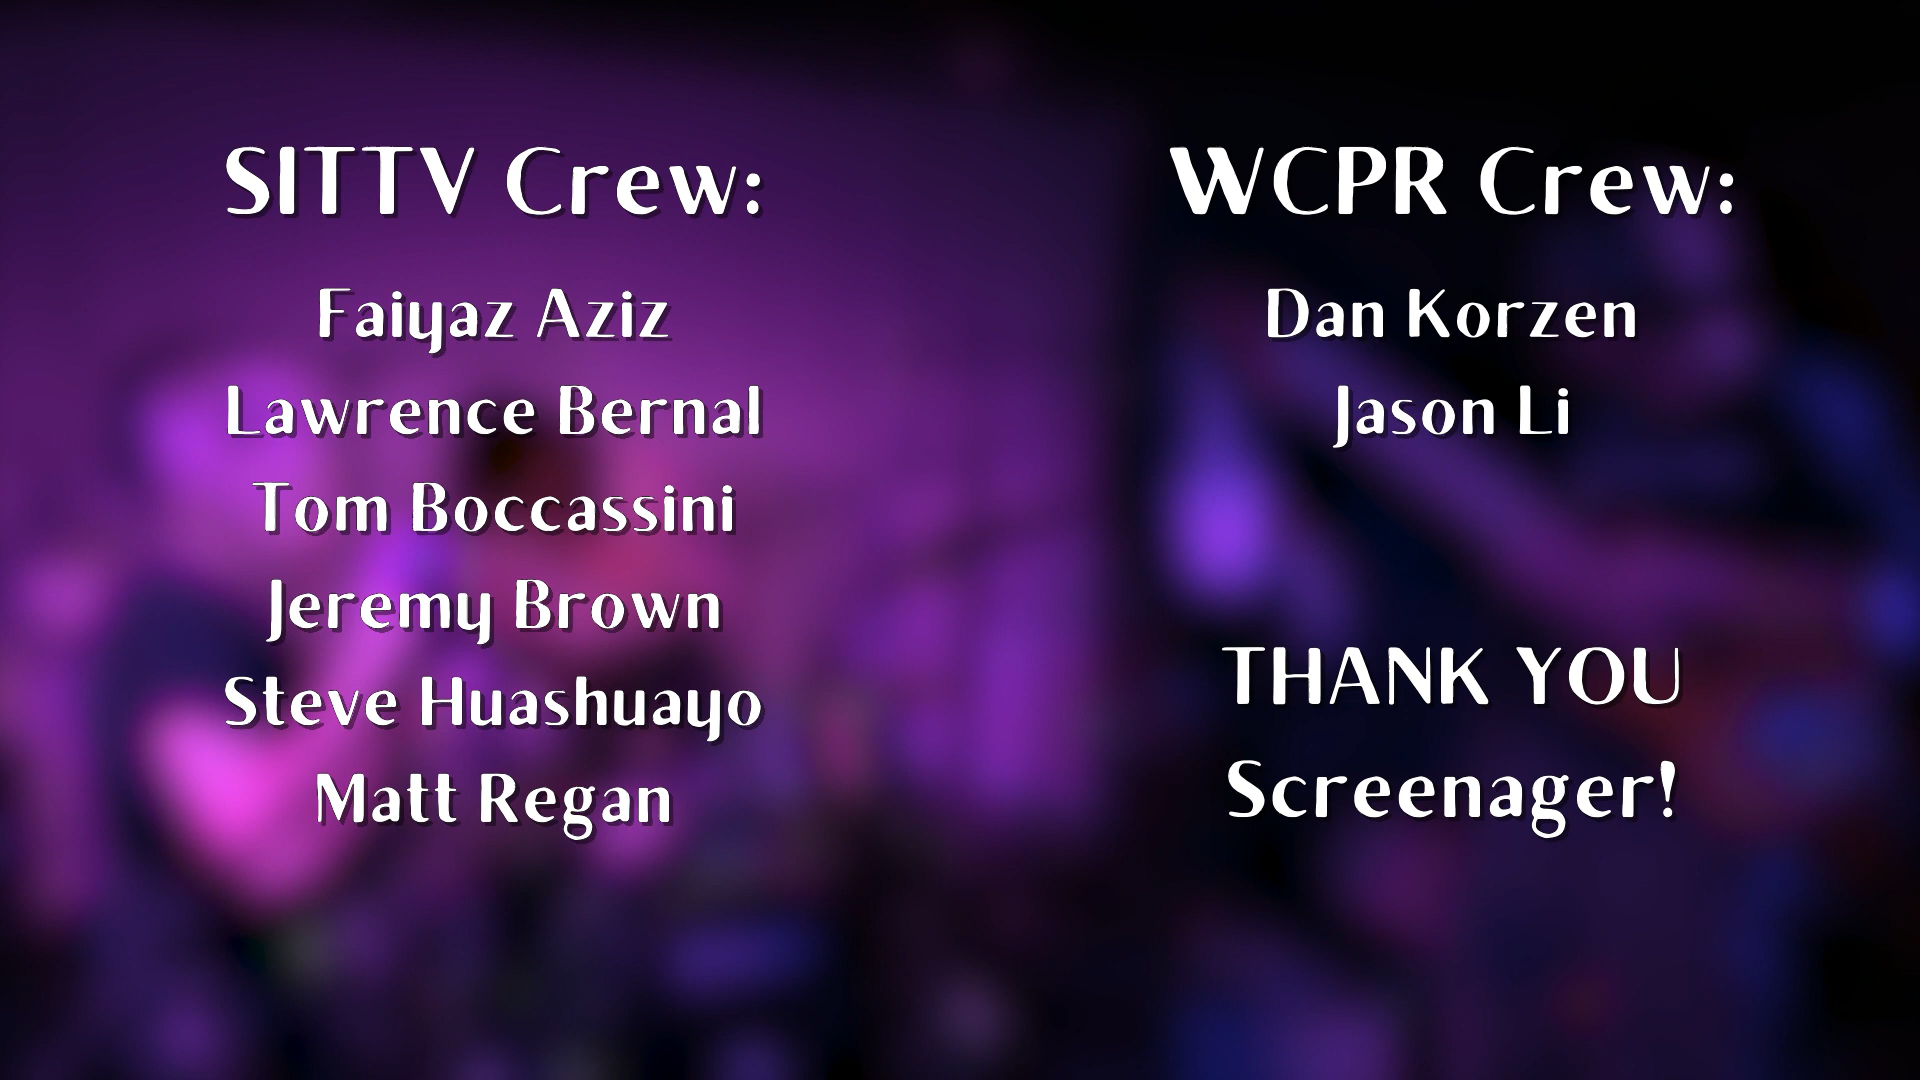 SITTV Crew:
Faiyaz Aziz
Lawrence Bernal
Tom Boccassini
Jeremy Brown
Steve Huashuayo
Matt Regan
WCPR Crew:
Dan Korzen
Jason Li
THANK YOU
Screenager!